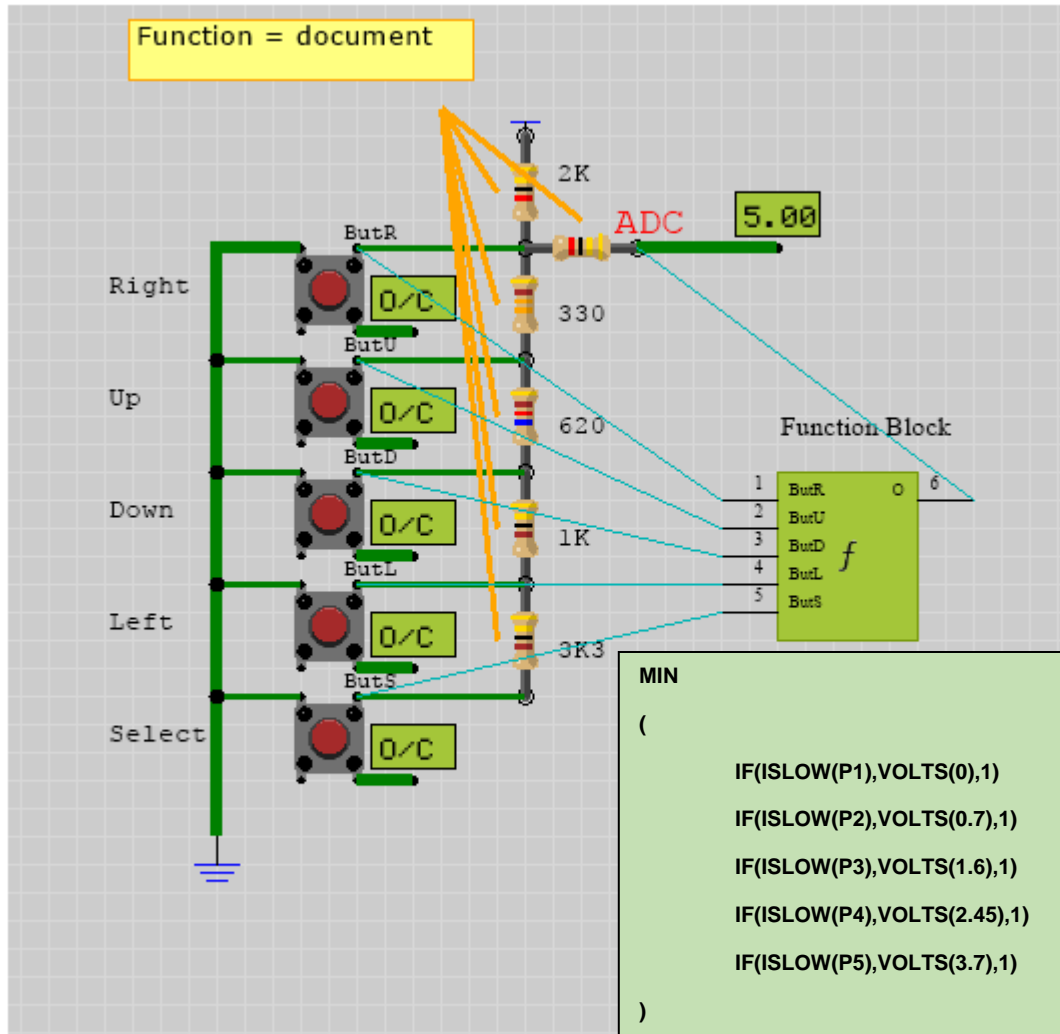 Function = document
2K
ADC
5.00
ButR
Right
O/C
330
ButU
Up
O/C
620
Function Block
ButD
Down
O/C
1K
1 ButR O 6
2 ButU
3 ButD
f
4 ButL
5 ButS
ButL
Left
O/C
3K3
ButS
Select
O/C
MIN
(
IF(ISLOW(P1),VOLTS(0),1)
IF(ISLOW(P2),VOLTS(0.7),1)
IF(ISLOW(P3),VOLTS(1.6),1)
IF(ISLOW(P4),VOLTS(2.45),1)
IF(ISLOW(P5),VOLTS(3.7),1)
)